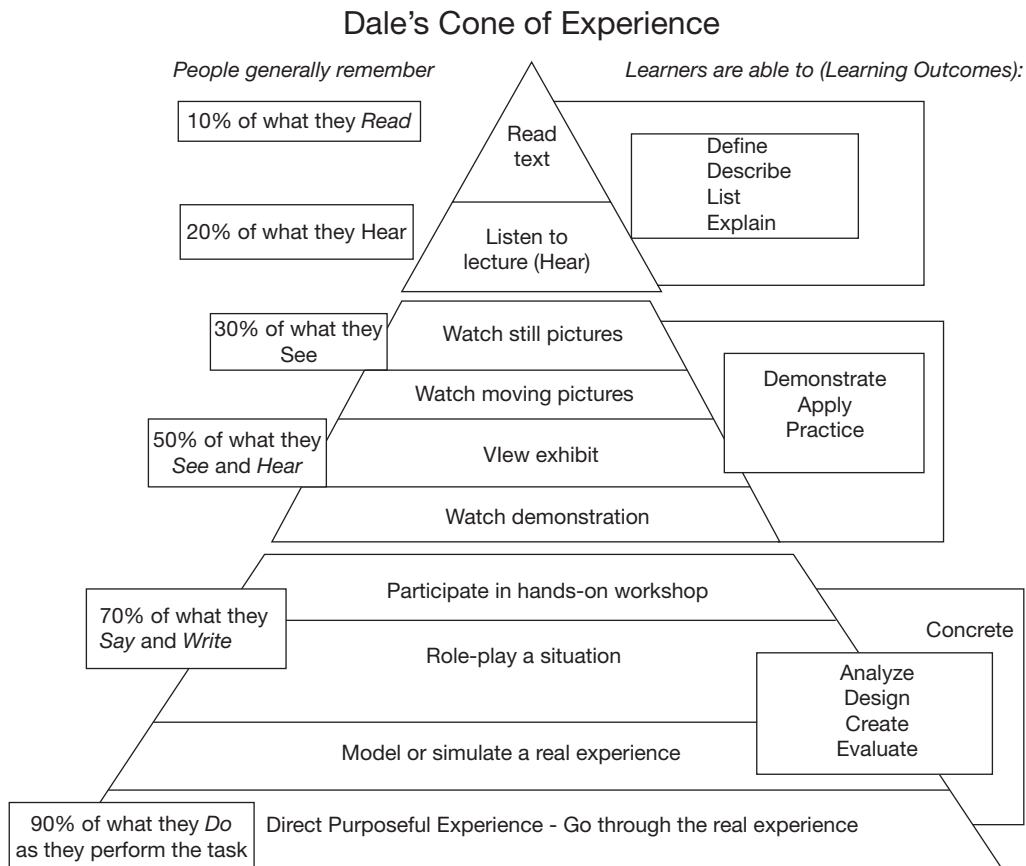 Dale’s Cone of Experience
People generally remember
Learners are able to (Learning Outcomes):
10% of what they Read
Read
text
Define
Describe
List
Explain
20% of what they Hear
Listen to
lecture (Hear)
30% of what they
See
Watch still pictures
Watch moving pictures
Demonstrate
Apply
Practice
50% of what they
See and Hear
VIew exhibit
Watch demonstration
Participate in hands-on workshop
70% of what they
Say and Write
Role-play a situation
Concrete
Analyze
Design
Create
Evaluate
Model or simulate a real experience
90% of what they Do
as they perform the task
Direct Purposeful Experience - Go through the real experience